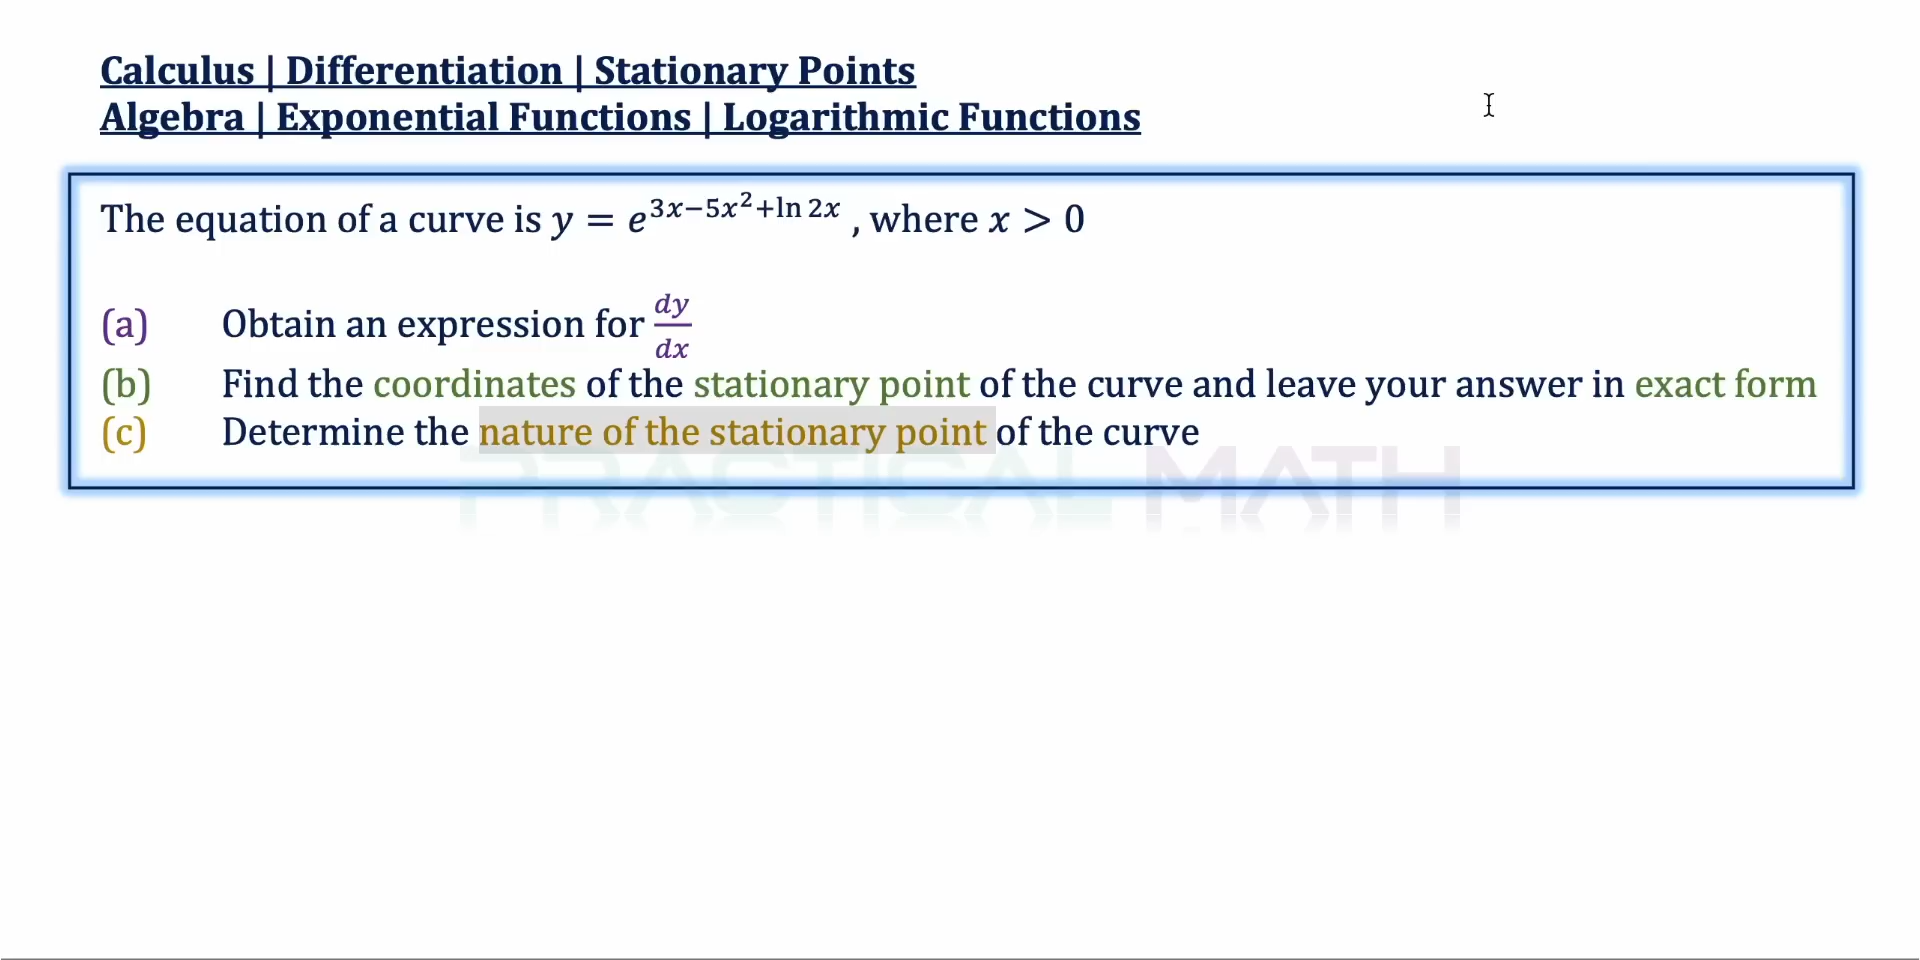 Calculus | Differentiation | Stationary Points
Algebra | Exponential Functions | Logarithmic Functions
The equation of a curve is y = e^{3x−5x²+ln 2x} , where x > 0
(a) Obtain an expression for dy/dx
(b) Find the coordinates of the stationary point of the curve and leave your answer in exact form
(c) Determine the nature of the stationary point of the curve
PRACTICAL MATH